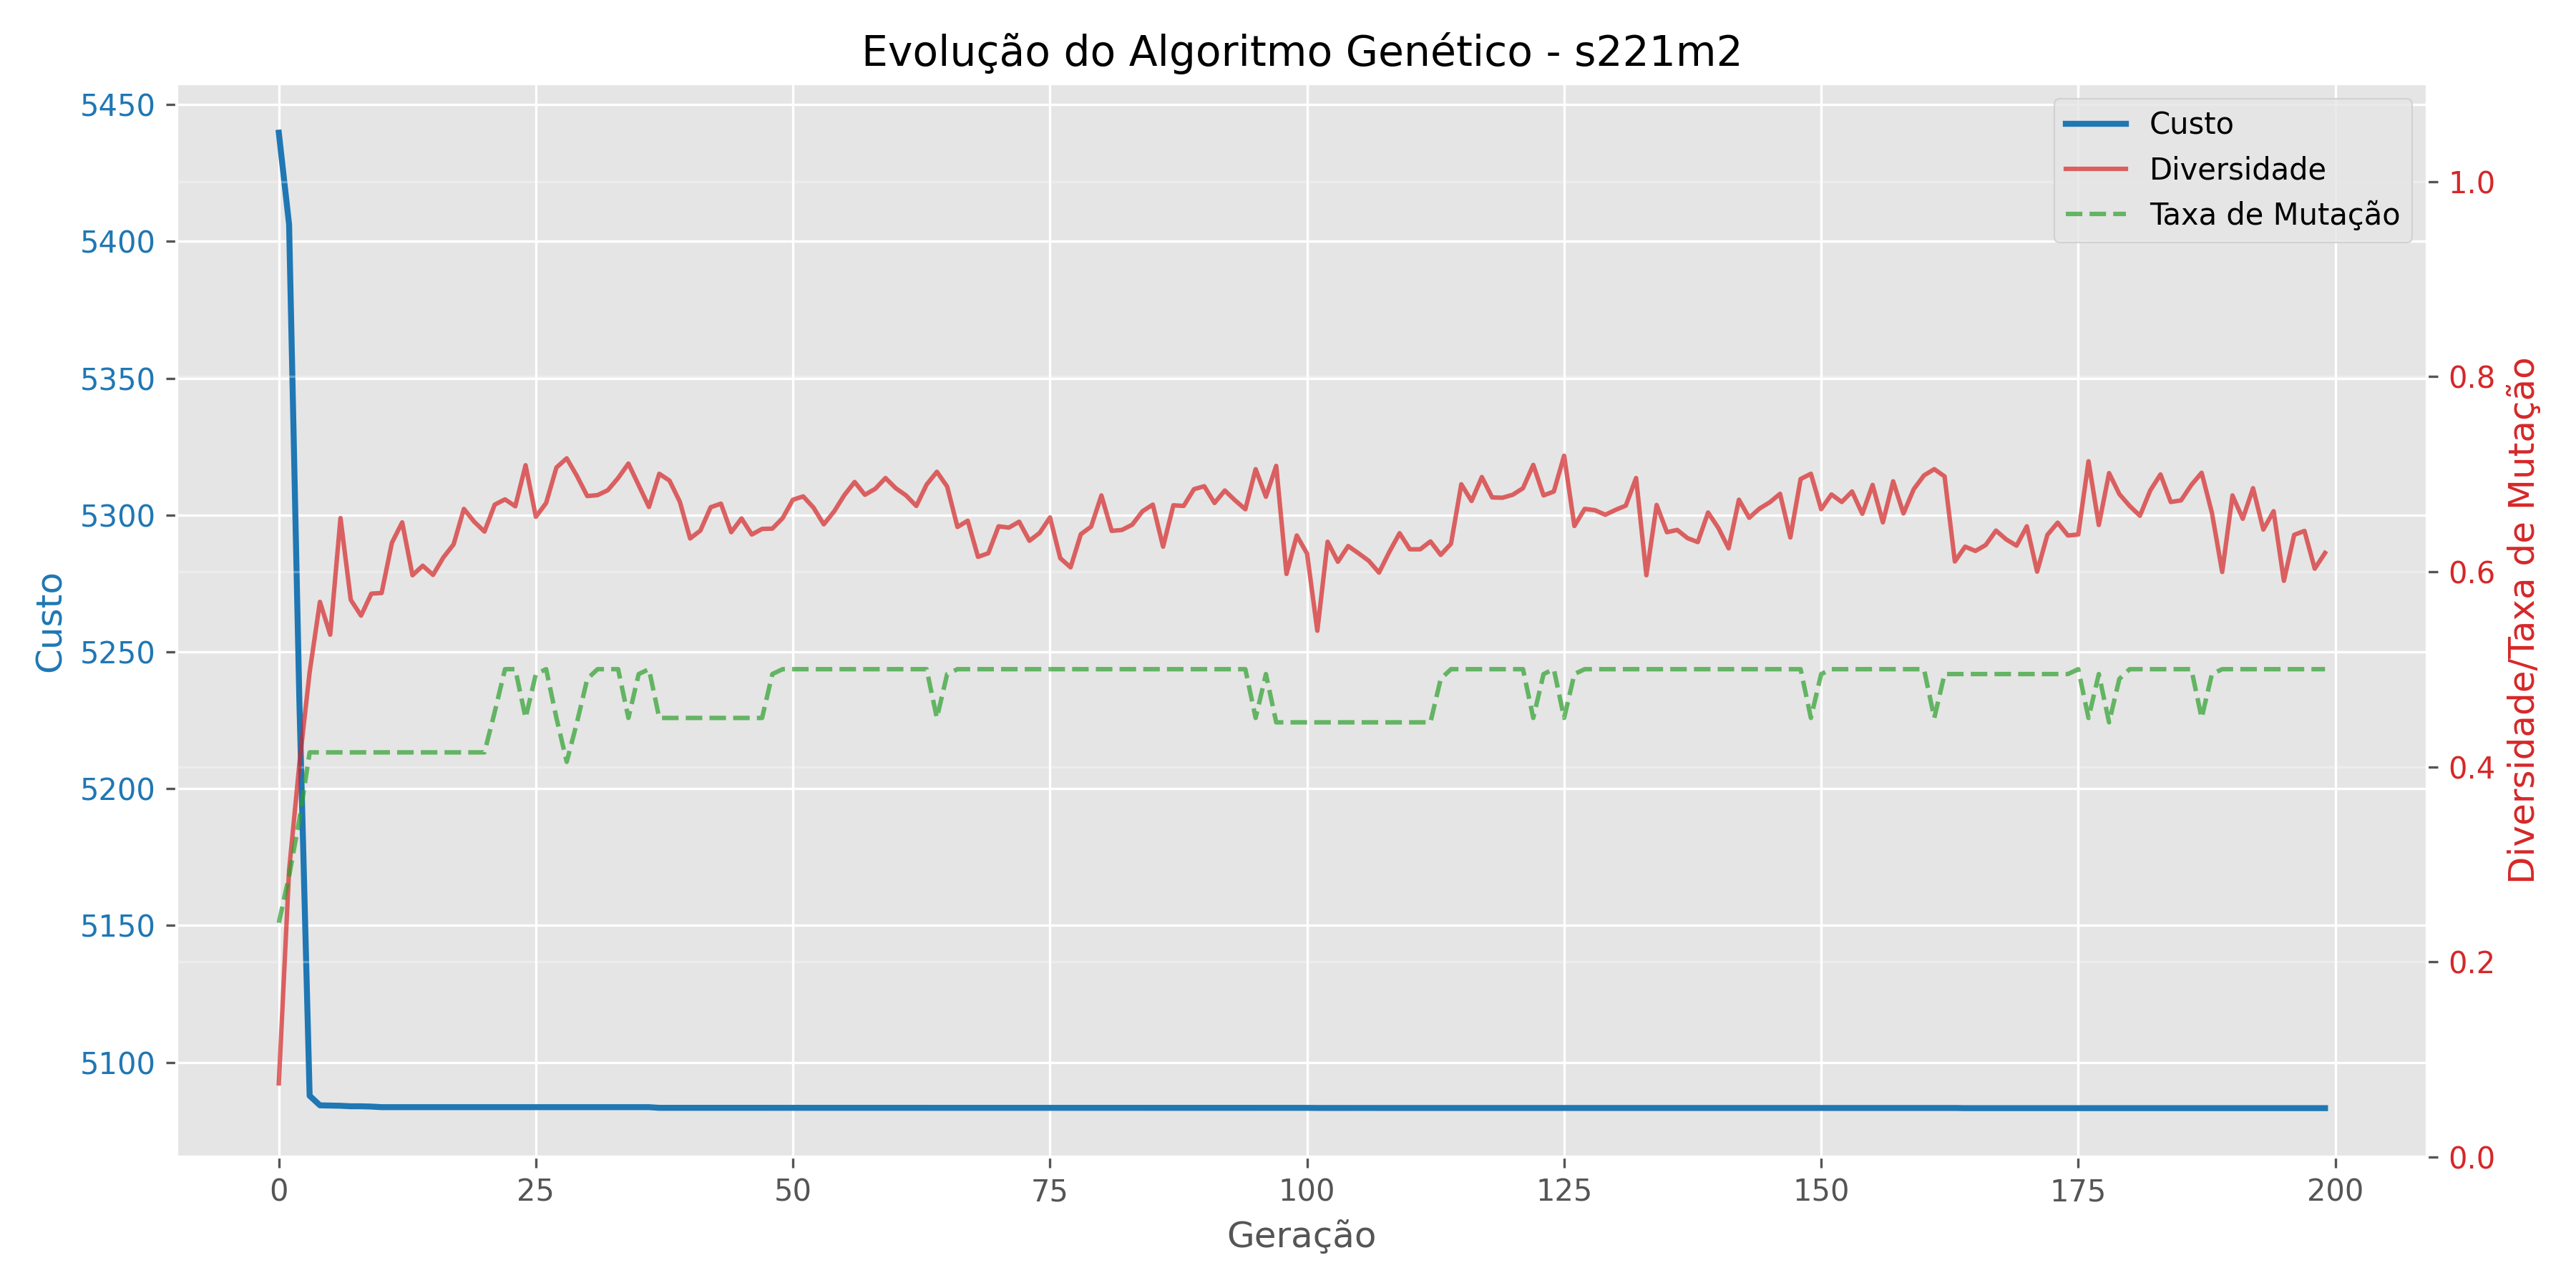 Evolução do Algoritmo Genético - s221m2
Custo
Diversidade
Taxa de Mutação
5450
5400
5350
5300
5250
5200
5150
5100
Custo
1.0
0.8
0.6
0.4
0.2
0.0
Diversidade/Taxa de Mutação
0 25 50 75 100 125 150 175 200
Geração